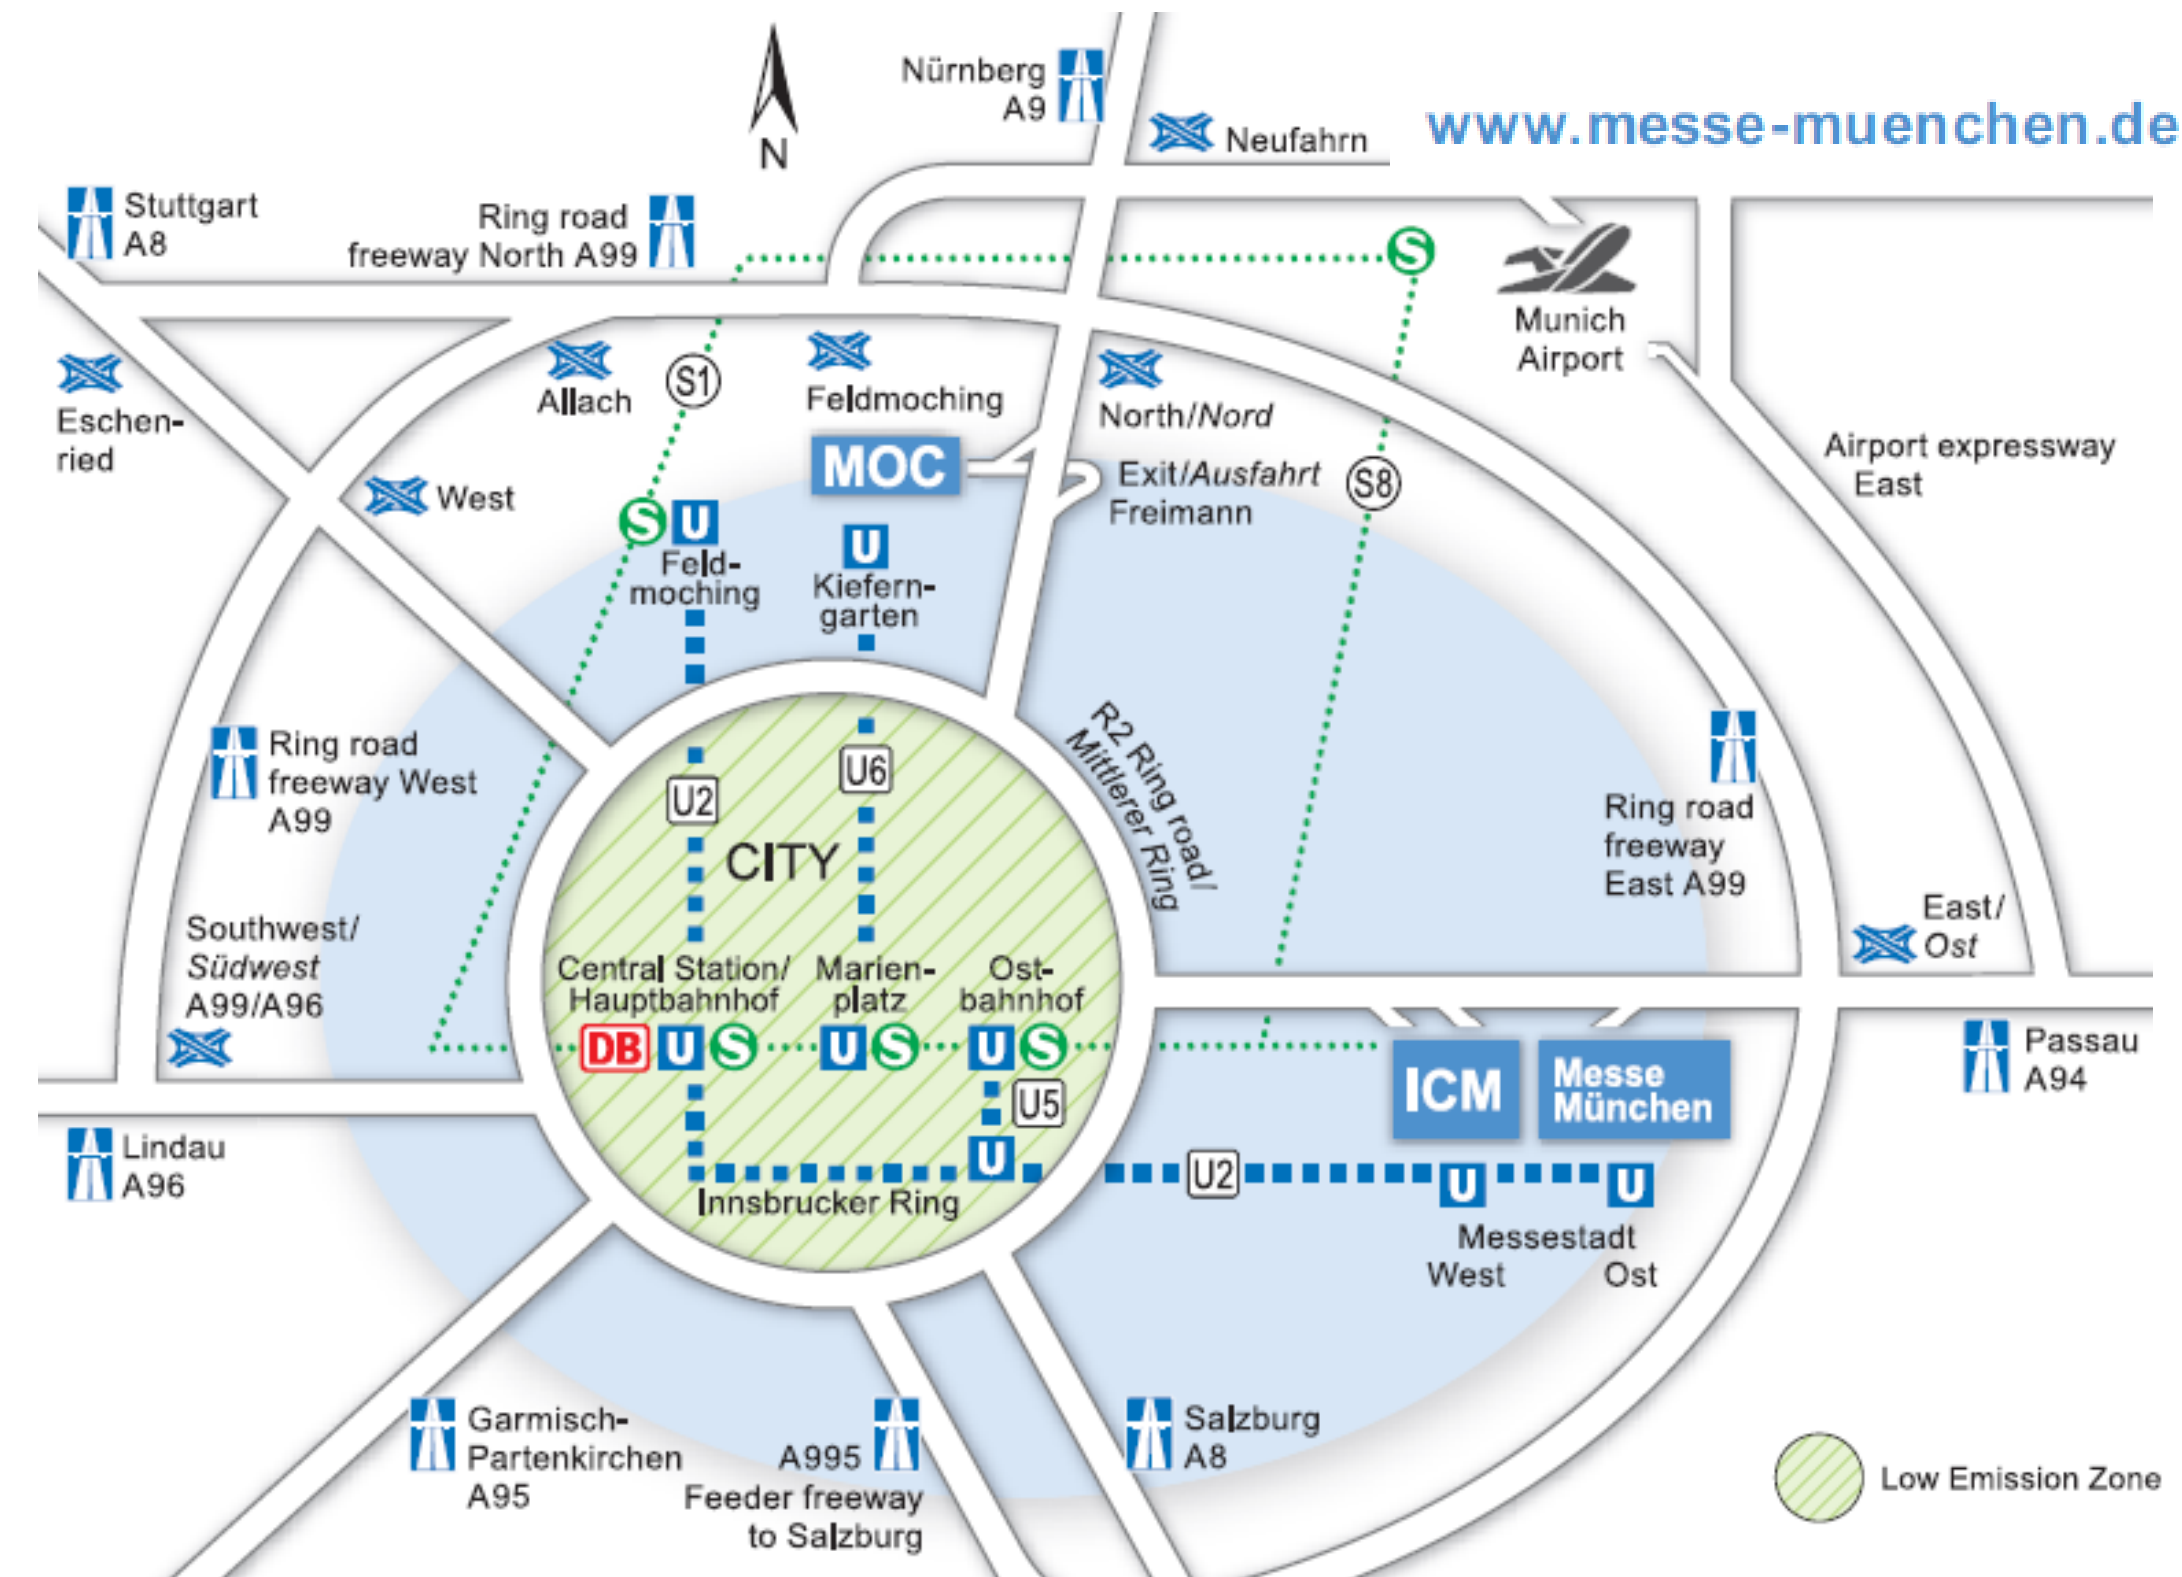 Nürnberg
A9
www.messe-muenchen.de
Neufahrn
N
Stuttgart
A8
Ring road
freeway North A99
S
Munich
Airport
Eschen-
ried
Allach
S1
Feldmoching
North/Nord
MOC
Exit/Ausfahrt
Freimann
S8
Airport expressway
East
West
S U
Feld-
moching
U
Kiefern-
garten
R2 Ring road/
Mittlerer Ring
Ring road
freeway West
A99
U2
U6
CITY
Ring road
freeway
East A99
East/
Ost
Southwest/
Südwest
A99/A96
Central Station/
Hauptbahnhof
DB U S
Marien-
platz
U S
Ost-
bahnhof
U S
U5
ICM
Messe
München
Passau
A94
Lindau
A96
U
Innsbrucker Ring
U2
U
U
Messestadt
West
Ost
Garmisch-
Partenkirchen
A95
A995
Feeder freeway
to Salzburg
Salzburg
A8
Low Emission Zone